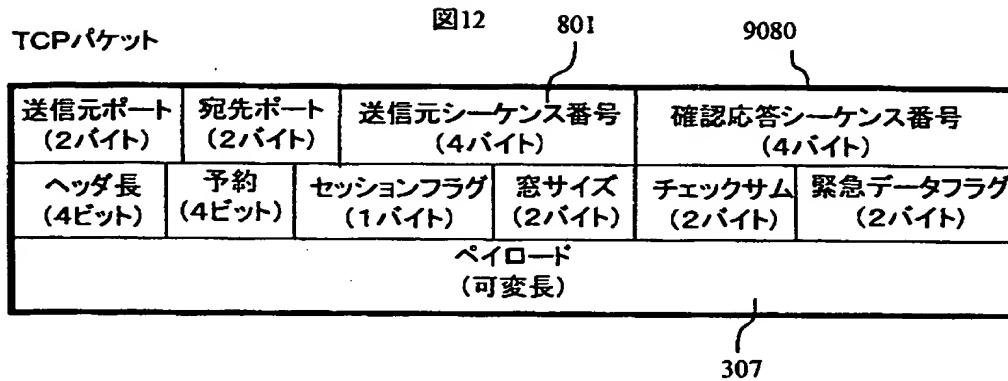 図12
TCPパケット
801
9080
送信元ポート
(2バイト)
宛先ポート
(2バイト)
送信元シーケンス番号
(4バイト)
確認応答シーケンス番号
(4バイト)
ヘッダ長
(4ビット)
予約
(4ビット)
セッションフラグ
(1バイト)
窓サイズ
(2バイト)
チェックサム
(2バイト)
緊急データフラグ
(2バイト)
ペイロード
(可変長)
307